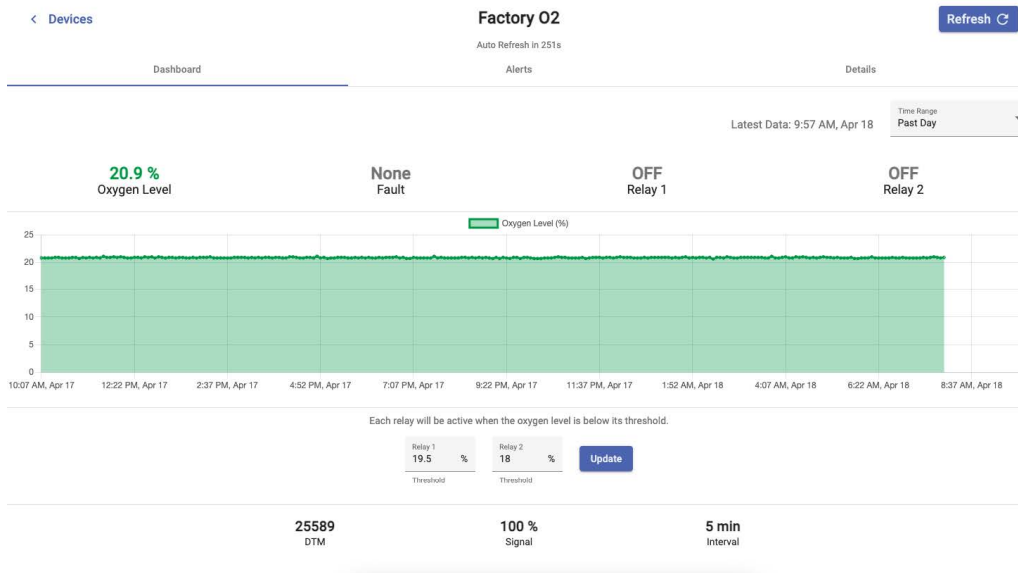 Devices
Factory O2
Refresh
Auto Refresh in 251s
Dashboard
Alerts
Details
Latest Data: 9:57 AM, Apr 18
Time Range
Past Day
20.9 %
Oxygen Level
None
Fault
OFF
Relay 1
OFF
Relay 2
Oxygen Level (%)
25
20
15
10
5
0
10:07 AM, Apr 17 12:22 PM, Apr 17 2:37 PM, Apr 17 4:52 PM, Apr 17 7:07 PM, Apr 17 9:22 PM, Apr 17 11:37 PM, Apr 17 1:52 AM, Apr 18 4:07 AM, Apr 18 6:22 AM, Apr 18 8:37 AM, Apr 18
Each relay will be active when the oxygen level is below its threshold.
Relay 1
19.5 %
Threshold
Relay 2
18 %
Threshold
Update
25589
DTM
100 %
Signal
5 min
Interval